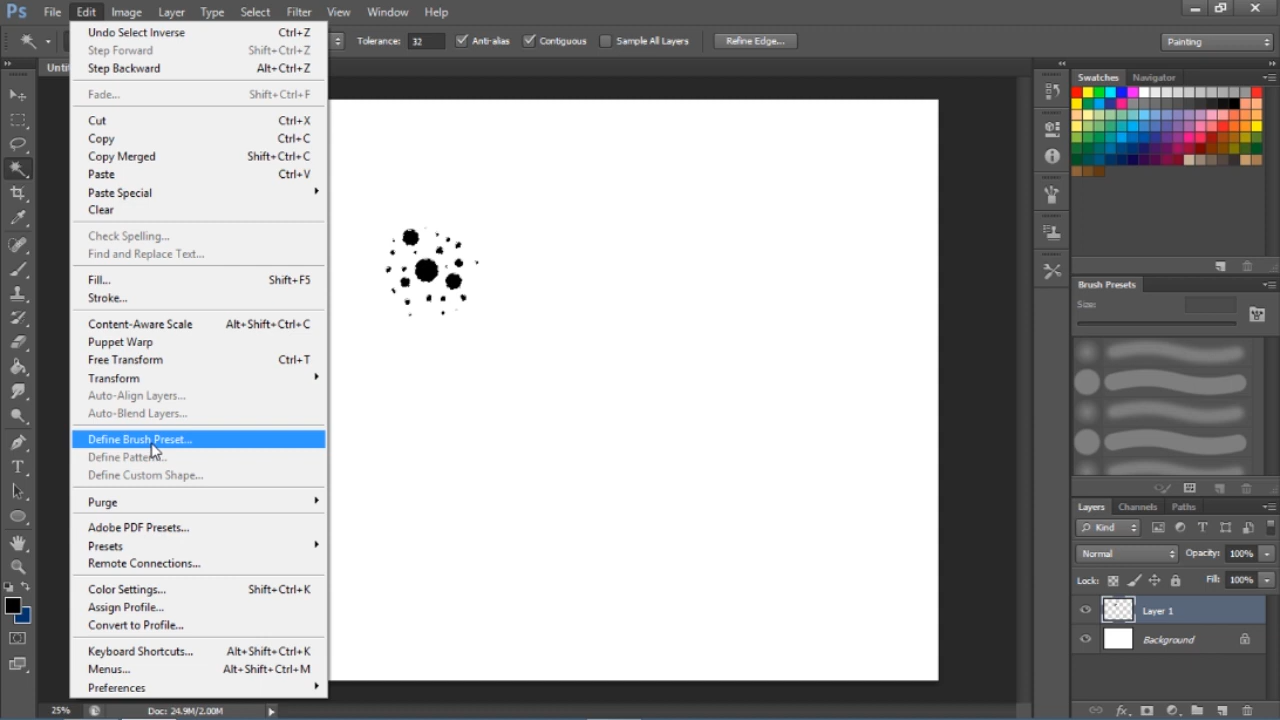 Ps File Edit Image Layer Type Select Filter View Window Help
Tolerance: 32 Anti-alias Contiguous Sample All Layers Refine Edge... Painting
Untit
Undo Select Inverse Ctrl+Z
Step Forward Shift+Ctrl+Z
Step Backward Alt+Ctrl+Z
Fade... Shift+Ctrl+F
Cut Ctrl+X
Copy Ctrl+C
Copy Merged Shift+Ctrl+C
Paste Ctrl+V
Paste Special
Clear
Check Spelling...
Find and Replace Text...
Fill... Shift+F5
Stroke...
Content-Aware Scale Alt+Shift+Ctrl+C
Puppet Warp
Free Transform Ctrl+T
Transform
Auto-Align Layers...
Auto-Blend Layers...
Define Brush Preset...
Define Pattern...
Define Custom Shape...
Purge
Adobe PDF Presets...
Presets
Remote Connections...
Color Settings... Shift+Ctrl+K
Assign Profile...
Convert to Profile...
Keyboard Shortcuts... Alt+Shift+Ctrl+K
Menus... Alt+Shift+Ctrl+M
Preferences
Swatches Navigator
Brush Presets
Size:
Layers Channels Paths
Kind
Normal Opacity: 100%
Lock: Fill: 100%
Layer 1
Background
25% Doc: 24.9M/2.00M